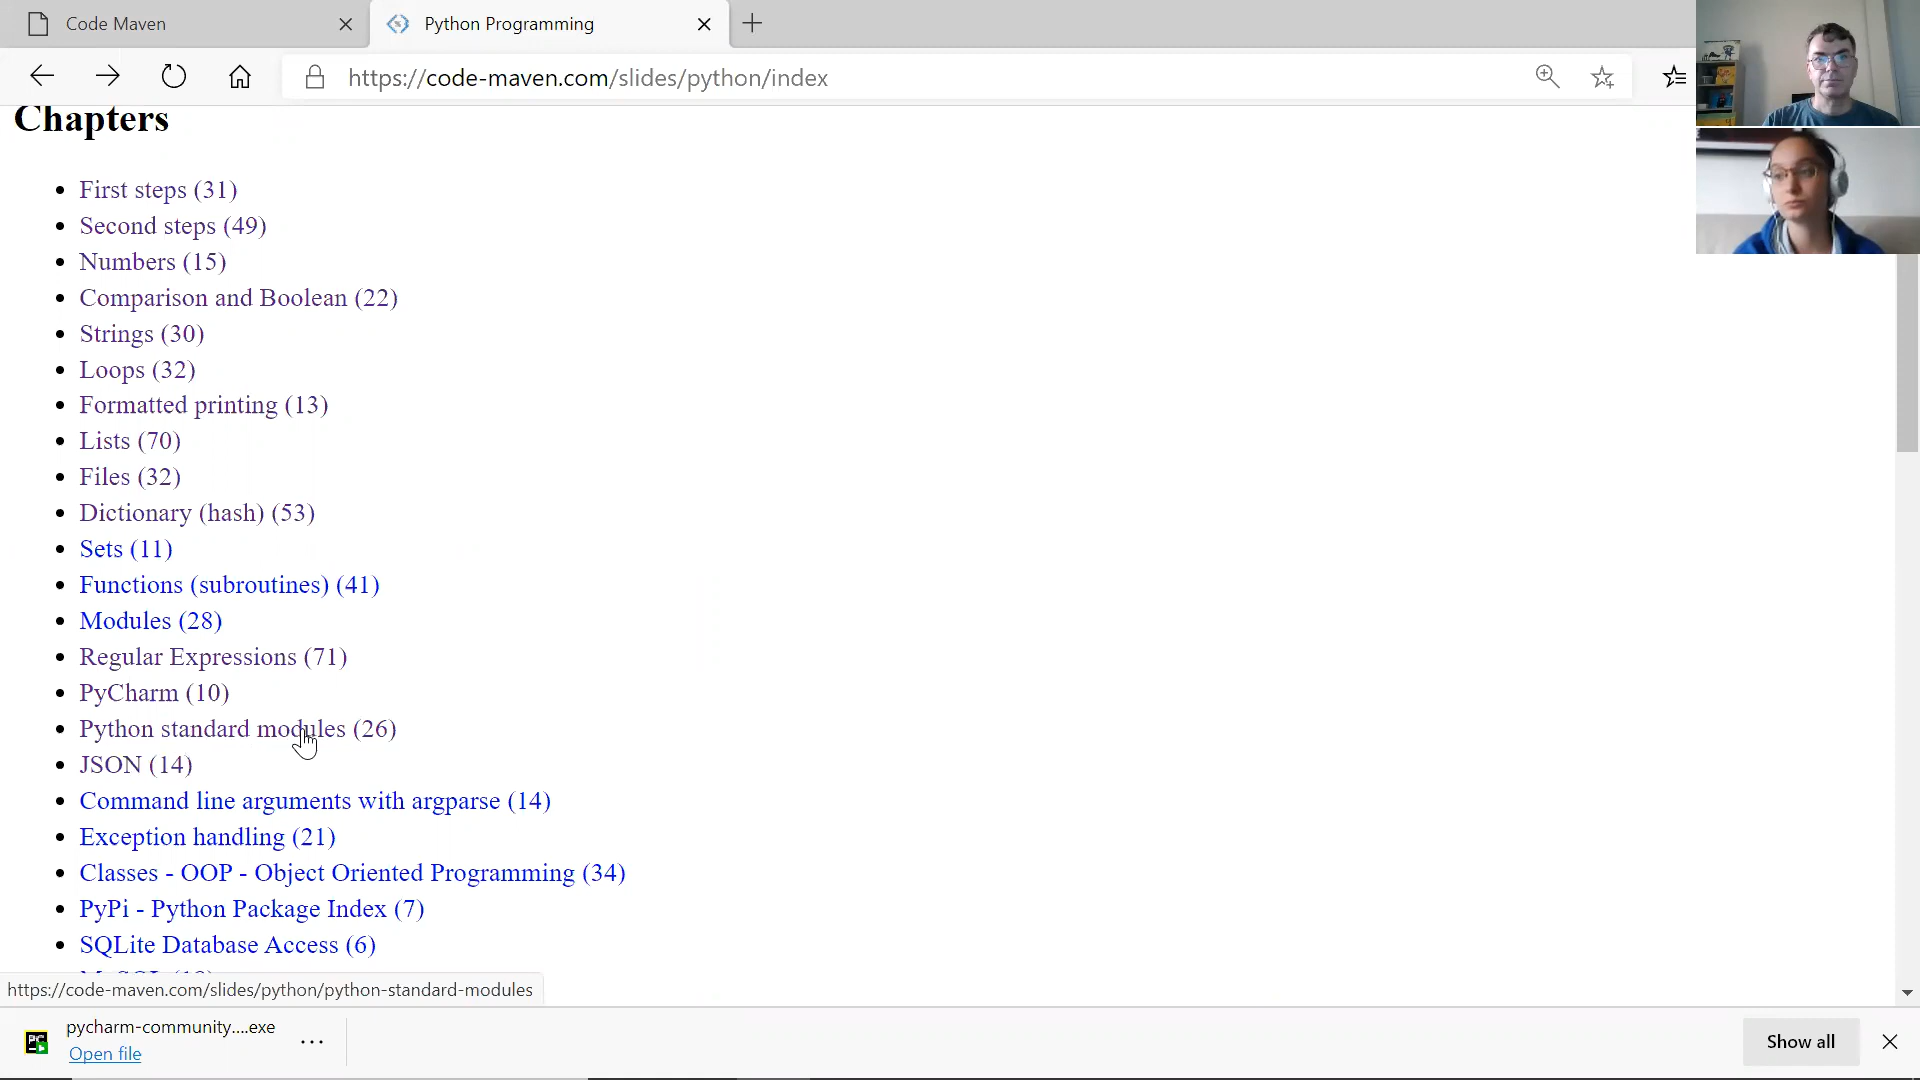 Code Maven
Python Programming
https://code-maven.com/slides/python/index
Chapters
First steps (31)
Second steps (49)
Numbers (15)
Comparison and Boolean (22)
Strings (30)
Loops (32)
Formatted printing (13)
Lists (70)
Files (32)
Dictionary (hash) (53)
Sets (11)
Functions (subroutines) (41)
Modules (28)
Regular Expressions (71)
PyCharm (10)
Python standard modules (26)
JSON (14)
Command line arguments with argparse (14)
Exception handling (21)
Classes - OOP - Object Oriented Programming (34)
PyPi - Python Package Index (7)
SQLite Database Access (6)
https://code-maven.com/slides/python/python-standard-modules
pycharm-community....exe
Open file
Show all